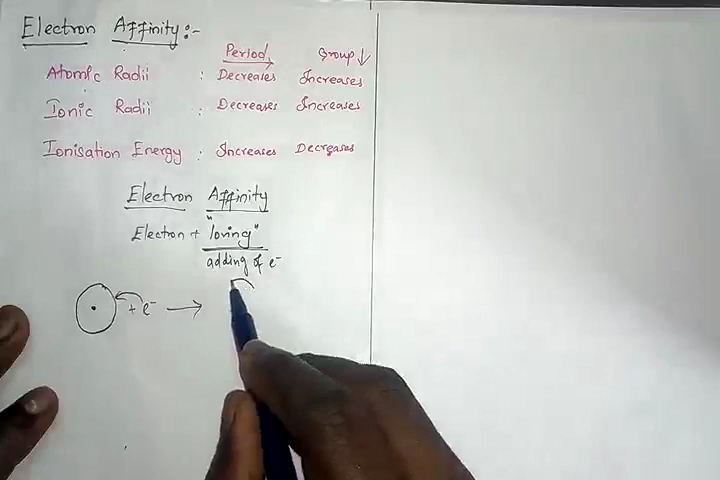 Electron Affinity:-
Period Group ↓
Atomic Radii : Decreases Increases
Ionic Radii : Decreases Increases
Ionisation Energy : Increases Decreases
Electron Affinity
Electron + "loving"
adding of e⁻
+ e⁻ →